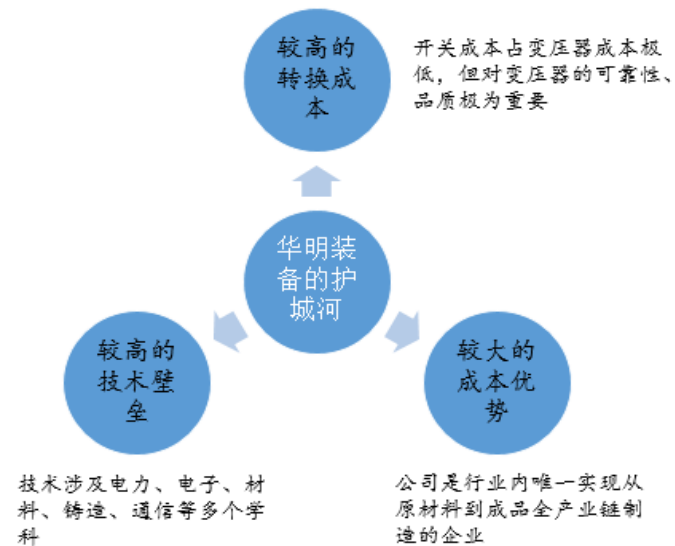 较高的
转换成
本
开关成本占变压器成本极
低，但对变压器的可靠性、
品质极为重要
华明装
备的护
城河
较高的
技术壁
垒
较大的
成本优
势
技术涉及电力、电子、材
料、铸造、通信等多个学
科
公司是行业内唯一实现从
原材料到成品全产业链制
造的企业